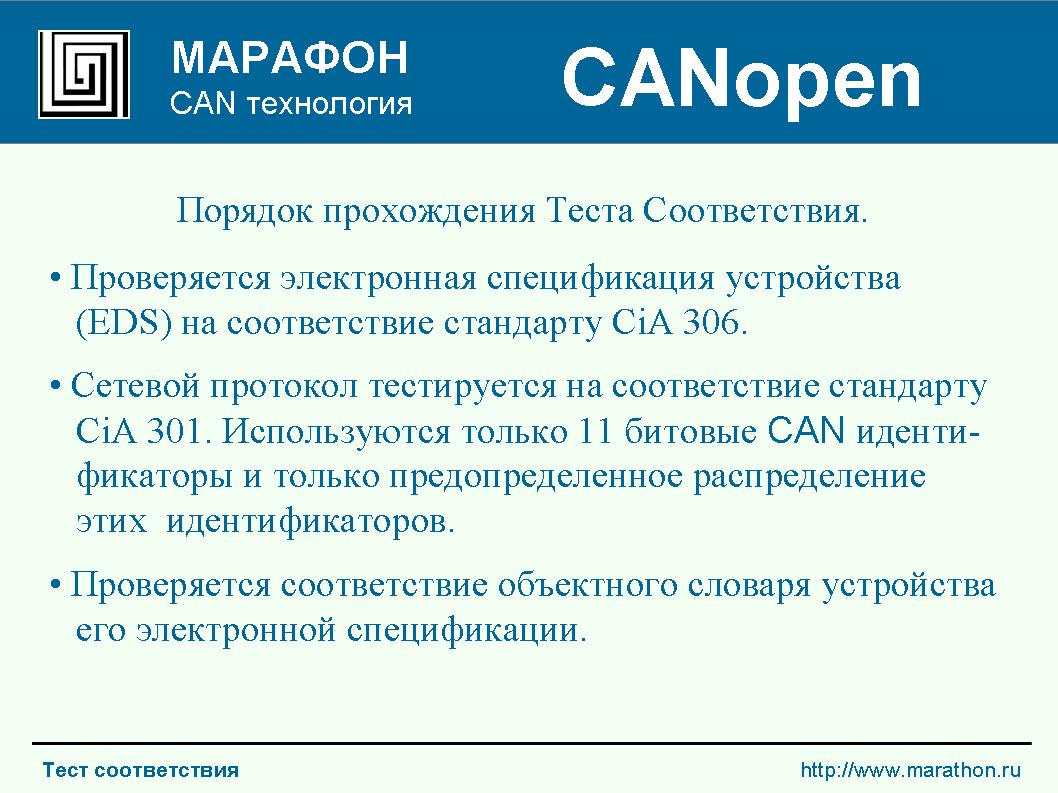 МАРАФОН
CAN технология
CANopen
Порядок прохождения Теста Соответствия.
• Проверяется электронная спецификация устройства
(EDS) на соответствие стандарту CiA 306.
• Сетевой протокол тестируется на соответствие стандарту
CiA 301. Используются только 11 битовые CAN иденти-
фикаторы и только предопределенное распределение
этих идентификаторов.
• Проверяется соответствие объектного словаря устройства
его электронной спецификации.
Тест соответствия
http://www.marathon.ru